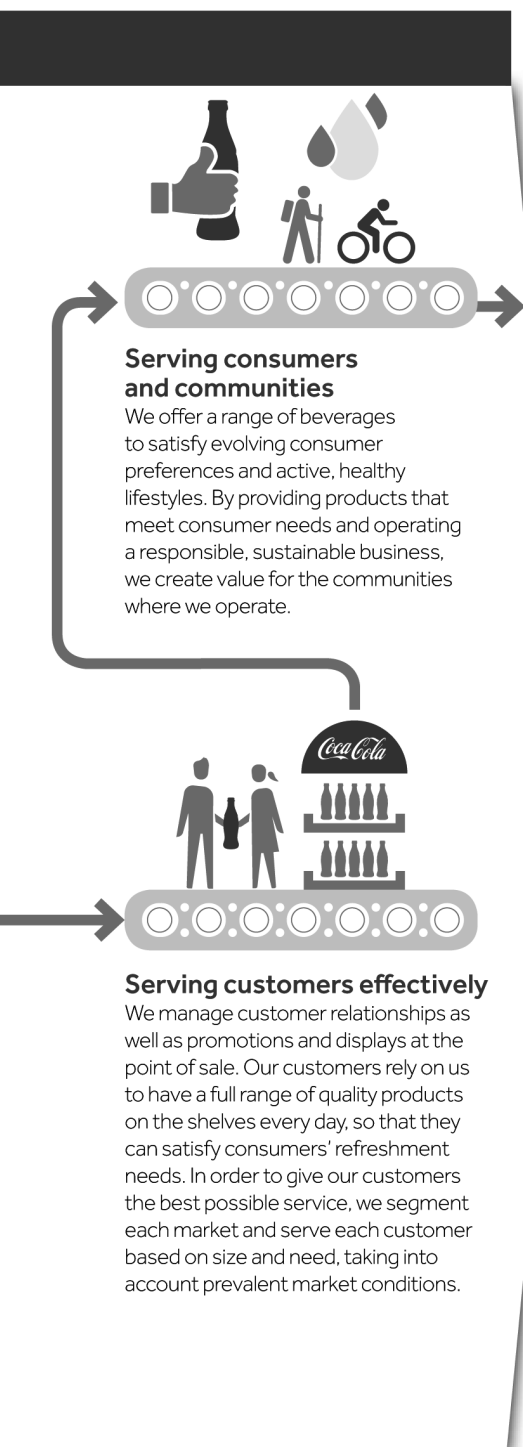 Serving consumers
and communities
We offer a range of beverages
to satisfy evolving consumer
preferences and active, healthy
lifestyles. By providing products that
meet consumer needs and operating
a responsible, sustainable business,
we create value for the communities
where we operate.
Coca Cola
Serving customers effectively
We manage customer relationships as
well as promotions and displays at the
point of sale. Our customers rely on us
to have a full range of quality products
on the shelves every day, so that they
can satisfy consumers’ refreshment
needs. In order to give our customers
the best possible service, we segment
each market and serve each customer
based on size and need, taking into
account prevalent market conditions.